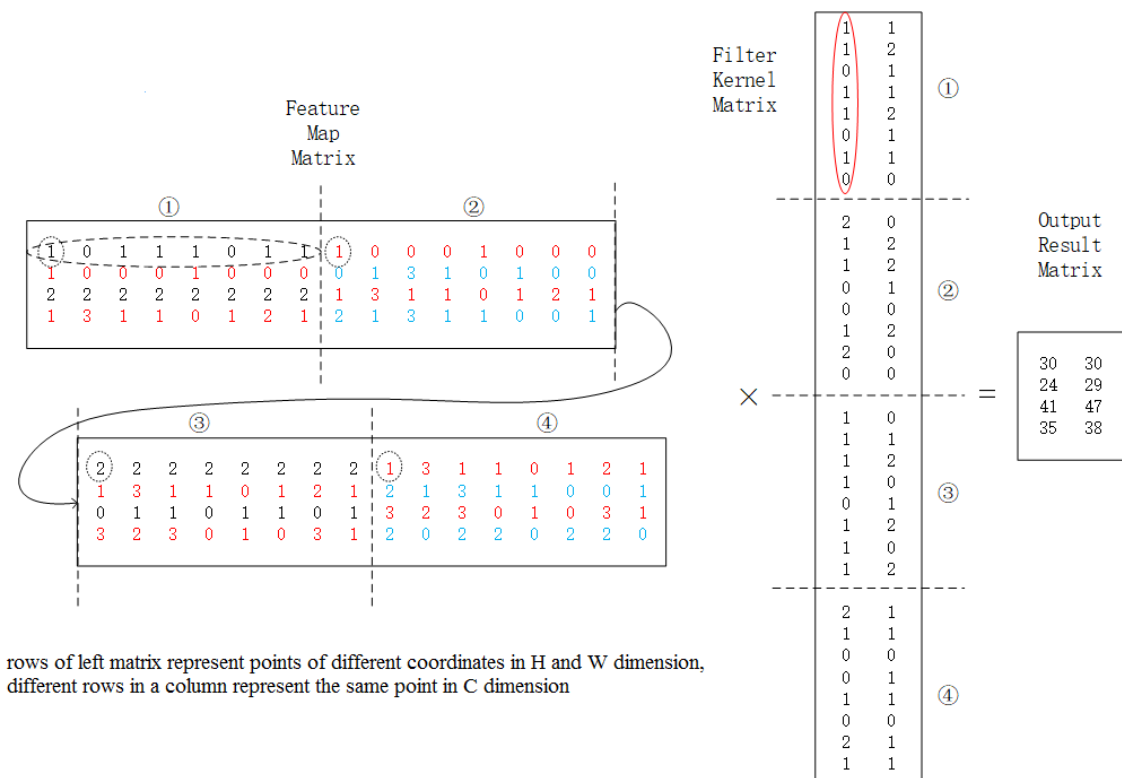 Feature
Map
Matrix
① ②
1 0 1 1 1 0 1 1 1 0 0 0 1 0 0 0
1 0 0 0 1 0 0 0 0 1 3 1 0 1 0 0
2 2 2 2 2 2 2 2 1 3 1 1 0 1 2 1
1 3 1 1 0 1 2 1 2 1 3 1 1 0 0 1
③ ④
2 2 2 2 2 2 2 2 1 3 1 1 0 1 2 1
1 3 1 1 0 1 2 1 2 1 3 1 1 0 0 1
0 1 1 0 1 1 0 1 3 2 3 0 1 0 3 1
3 2 3 0 1 0 3 1 2 0 2 2 0 2 2 0
rows of left matrix represent points of different coordinates in H and W dimension,
different rows in a column represent the same point in C dimension
×
Filter
Kernel
Matrix
1 1
1 2
0 1
1 1
1 2
0 1
1 1
0 0
①
2 0
1 2
1 2
0 1
0 0
1 2
2 0
0 0
②
1 0
1 1
1 2
1 0
0 1
1 2
1 0
1 2
③
2 1
1 1
0 0
0 1
1 1
0 0
2 1
1 1
④
=
Output
Result
Matrix
30 30
24 29
41 47
35 38